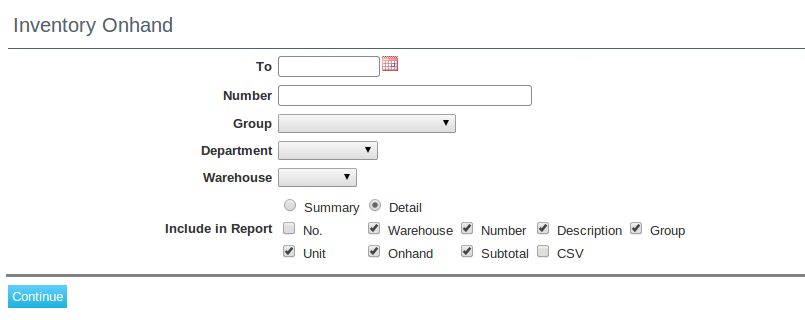 Inventory Onhand
To
Number
Group
Department
Warehouse
Summary Detail
Include in Report No. Warehouse Number Description Group
Unit Onhand Subtotal CSV
Continue